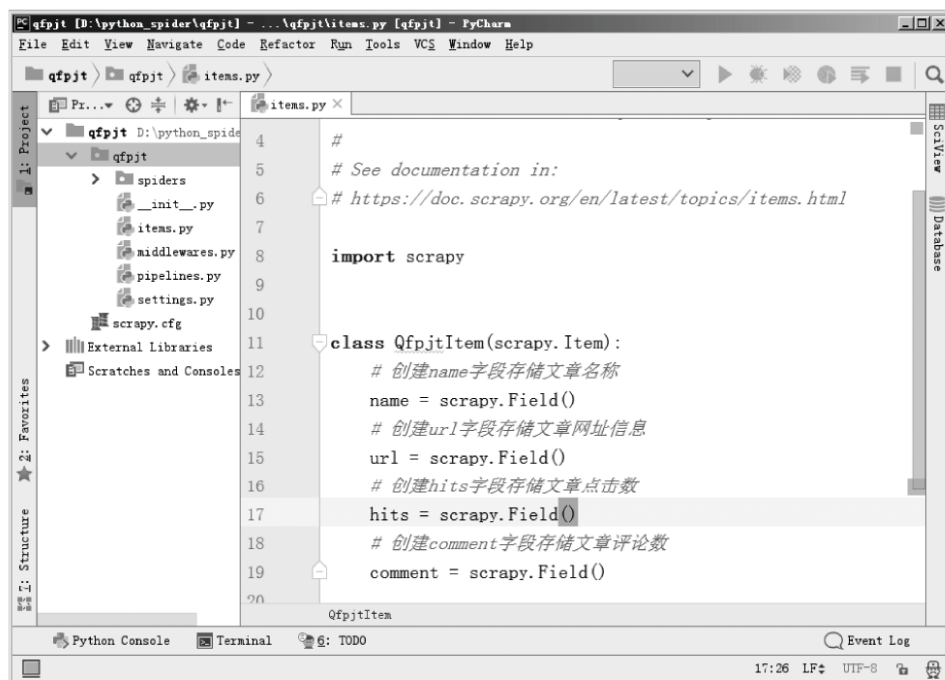 qfpjt [D:\python_spider\qfpjt] - ...\qfpjt\items.py [qfpjt] - PyCharm
File Edit View Navigate Code Refactor Run Tools VCS Window Help
qfpjt qfpjt items.py
1: Project
Pr...
items.py
qfpjt D:\python_spide
qfpjt
spiders
__init__.py
items.py
middlewares.py
pipelines.py
settings.py
scrapy.cfg
External Libraries
Scratches and Consoles
4 #
5 # See documentation in:
6 # https://doc.scrapy.org/en/latest/topics/items.html
7
8 import scrapy
9
10
11 class QfpjtItem(scrapy.Item):
12 # 创建name字段存储文章名称
13 name = scrapy.Field()
14 # 创建url字段存储文章网址信息
15 url = scrapy.Field()
16 # 创建hits字段存储文章点击数
17 hits = scrapy.Field()
18 # 创建comment字段存储文章评论数
19 comment = scrapy.Field()
20
QfpjtItem
SciView
Database
2: Favorites
7: Structure
Python Console Terminal 6: TODO Event Log
17:26 LF UTF-8